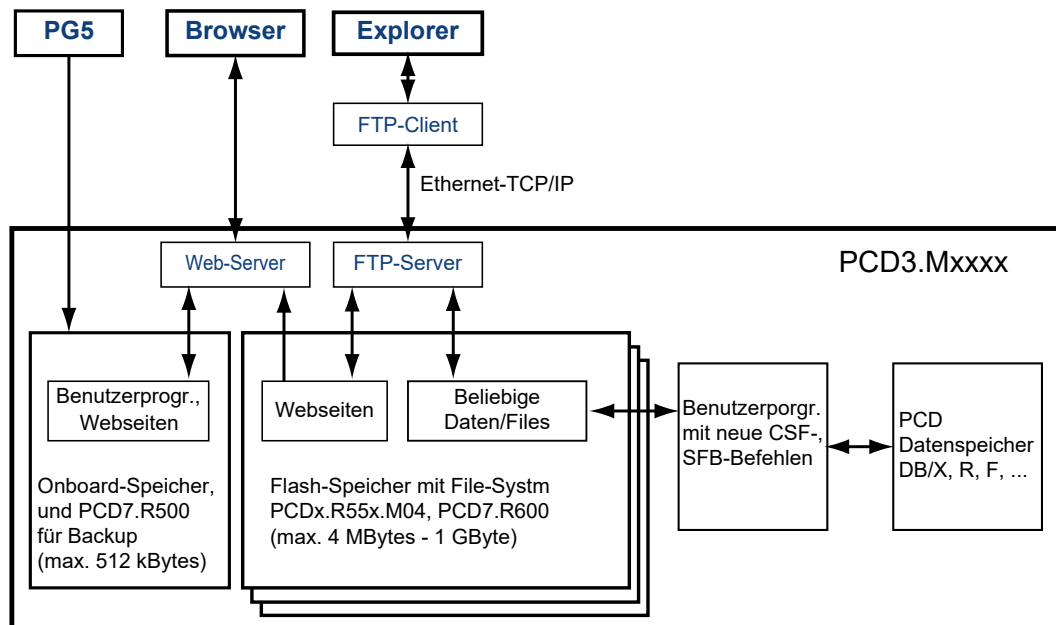 PG5
Browser
Explorer
FTP-Client
Ethernet-TCP/IP
Web-Server
FTP-Server
PCD3.Mxxxx
Benutzerprogr.,
Webseiten
Webseiten
Beliebige
Daten/Files
Benutzerporgr.
mit neue CSF-,
SFB-Befehlen
PCD
Datenspeicher
DB/X, R, F, ...
Onboard-Speicher,
und PCD7.R500
für Backup
(max. 512 kBytes)
Flash-Speicher mit File-Systm
PCDx.R55x.M04, PCD7.R600
(max. 4 MBytes - 1 GByte)